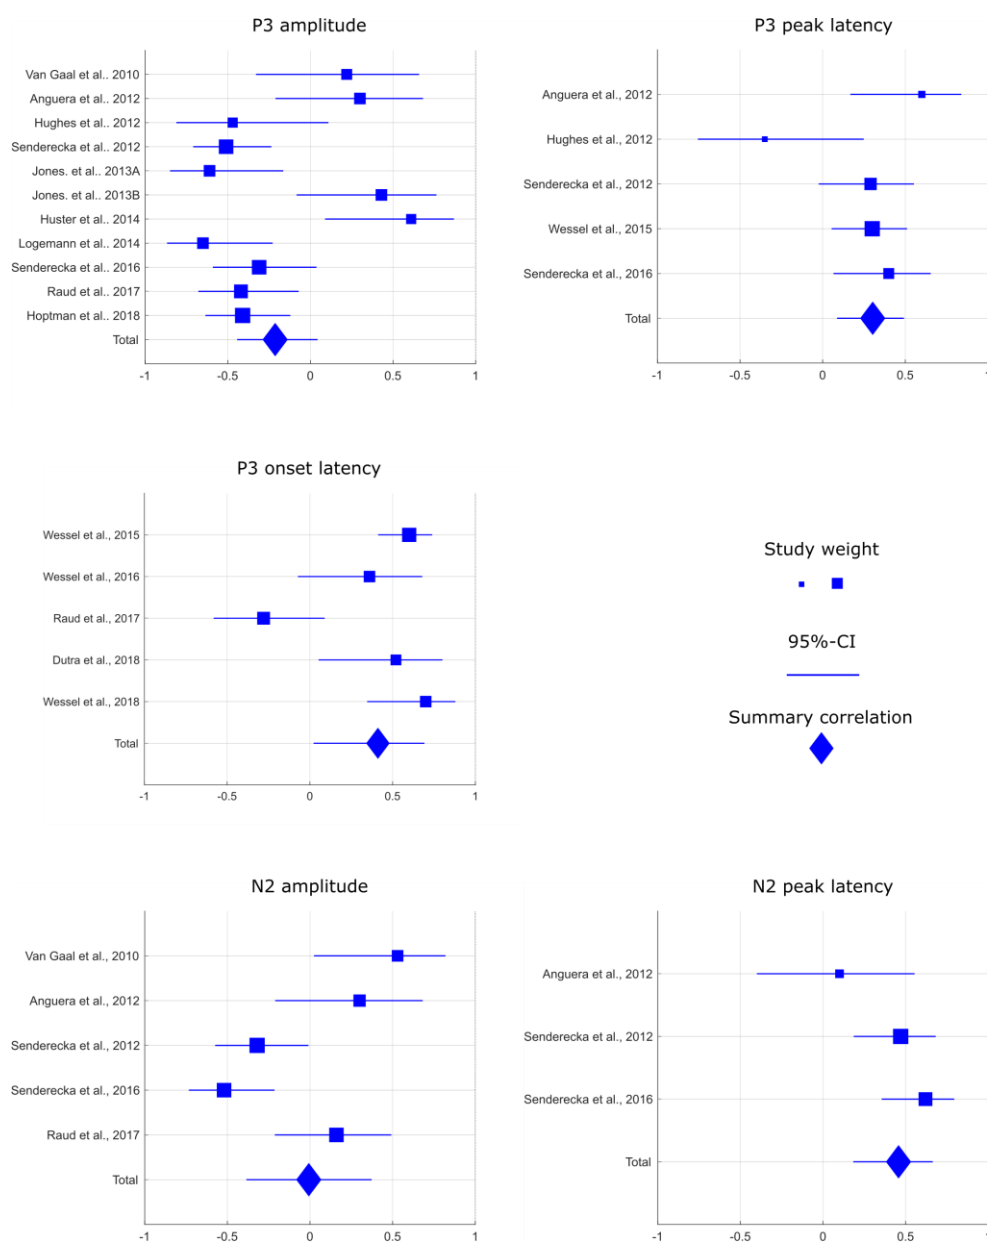 P3 amplitude
Van Gaal et al.. 2010
Anguera et al.. 2012
Hughes et al.. 2012
Senderecka et al.. 2012
Jones. et al.. 2013A
Jones. et al.. 2013B
Huster et al.. 2014
Logemann et al.. 2014
Senderecka et al.. 2016
Raud et al.. 2017
Hoptman et al.. 2018
Total
-1 -0.5 0 0.5 1
P3 peak latency
Anguera et al., 2012
Hughes et al., 2012
Senderecka et al., 2012
Wessel et al., 2015
Senderecka et al., 2016
Total
-1 -0.5 0 0.5 1
P3 onset latency
Wessel et al., 2015
Wessel et al., 2016
Raud et al., 2017
Dutra et al., 2018
Wessel et al., 2018
Total
-1 -0.5 0 0.5 1
Study weight
95%-CI
Summary correlation
N2 amplitude
Van Gaal et al., 2010
Anguera et al., 2012
Senderecka et al., 2012
Senderecka et al., 2016
Raud et al., 2017
Total
-1 -0.5 0 0.5 1
N2 peak latency
Anguera et al., 2012
Senderecka et al., 2012
Senderecka et al., 2016
Total
-1 -0.5 0 0.5 1